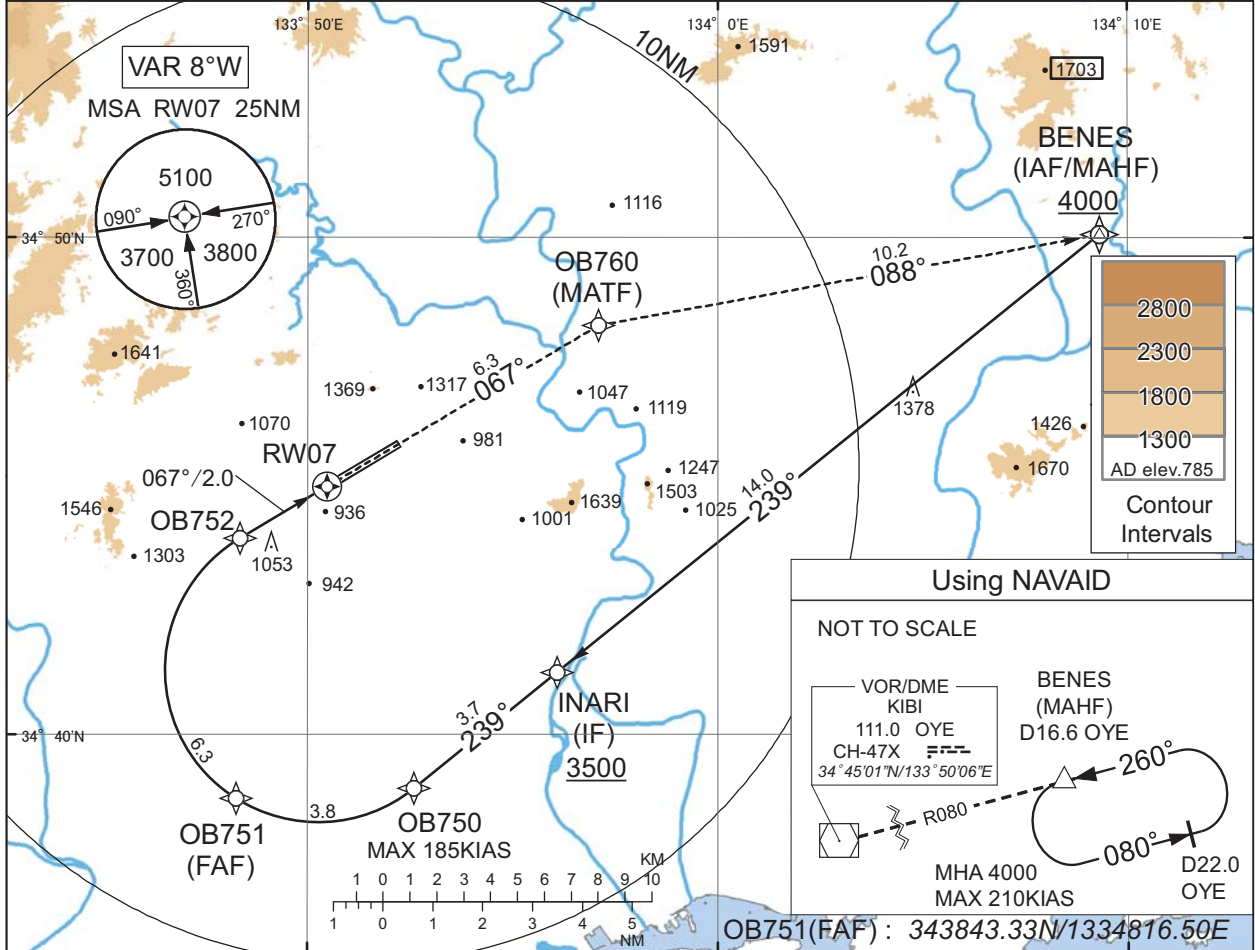 133° 50'E
134° 0'E
134° 10'E
VAR 8°W
MSA RW07 25NM
5100
090°
270°
3700
3800
360°
10NM
1591
1703
BENES
(IAF/MAHF)
4000
1116
34° 50'N
OB760
(MATF)
10.2
088°
2800
2300
1800
1300
AD elev.785
Contour
Intervals
1641
1369
1317
6.3
067°
1047
1119
1378
1426
1070
981
RW07
1670
067°/2.0
1247
1503
14.0
239°
1546
OB752
936
1639
1001
1025
1303
1053
942
Using NAVAID
NOT TO SCALE
VOR/DME
KIBI
111.0 OYE
CH-47X
34°45'01"N/133°50'06"E
BENES
(MAHF)
D16.6 OYE
260°
R080
080°
D22.0
OYE
MHA 4000
MAX 210KIAS
INARI
(IF)
3500
3.7
239°
34° 40'N
6.3
3.8
OB751
(FAF)
OB750
MAX 185KIAS
KM
1 0 1 2 3 4 5 6 7 8 9 10
1 0 1 2 3 4 5
NM
OB751(FAF) : 343843.33N/1334816.50E